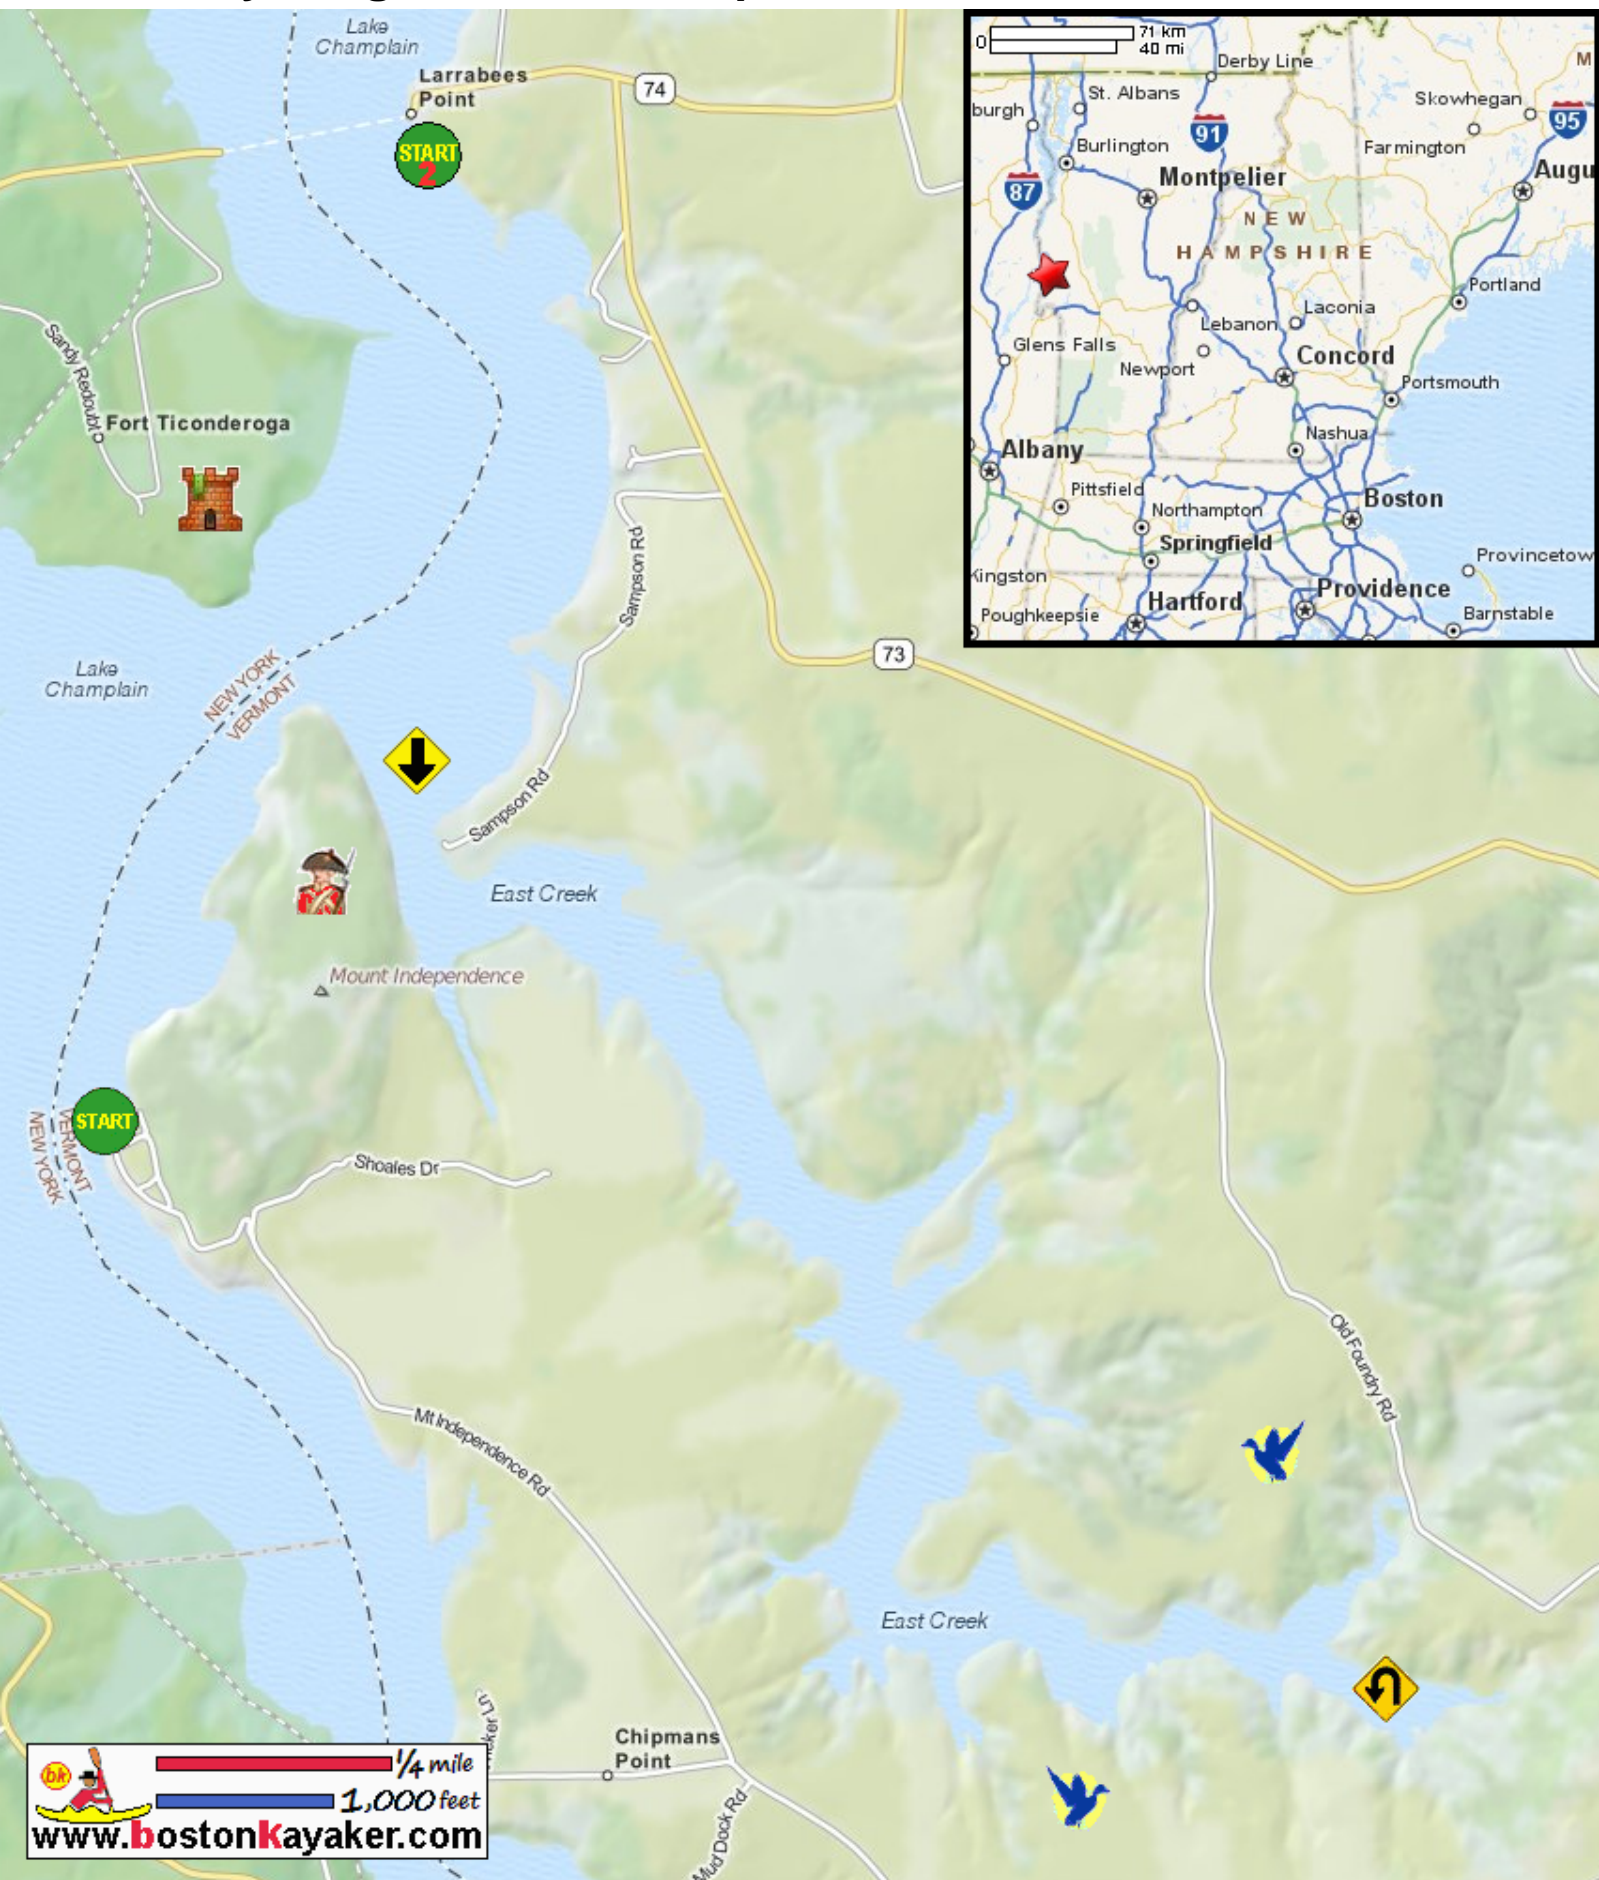 Lake
Champlain
Larrabees
Point
START
2
74
Sandy Redoubt
Fort Ticonderoga
Sampson Rd
73
Lake
Champlain
NEW YORK
VERMONT
Sampson Rd
East Creek
Mount Independence
START
VERMONT
NEW YORK
Shoales Dr
Old Foundry Rd
Mt Independence Rd
East Creek
Chipmans
Point
Mud Dock Rd
bk
1/4 mile
1,000 feet
www.bostonkayaker.com
0
71 km
40 mi
Derby Line
St. Albans
burgh
Skowhegan
95
91
Burlington
Farmington
Montpelier
Augu
87
NEW
HAMPSHIRE
Portland
Laconia
Lebanon
Glens Falls
Newport
Concord
Portsmouth
Nashua
Albany
Pittsfield
Boston
Northampton
Springfield
Provincetow
Kingston
Providence
Hartford
Poughkeepsie
Barnstable